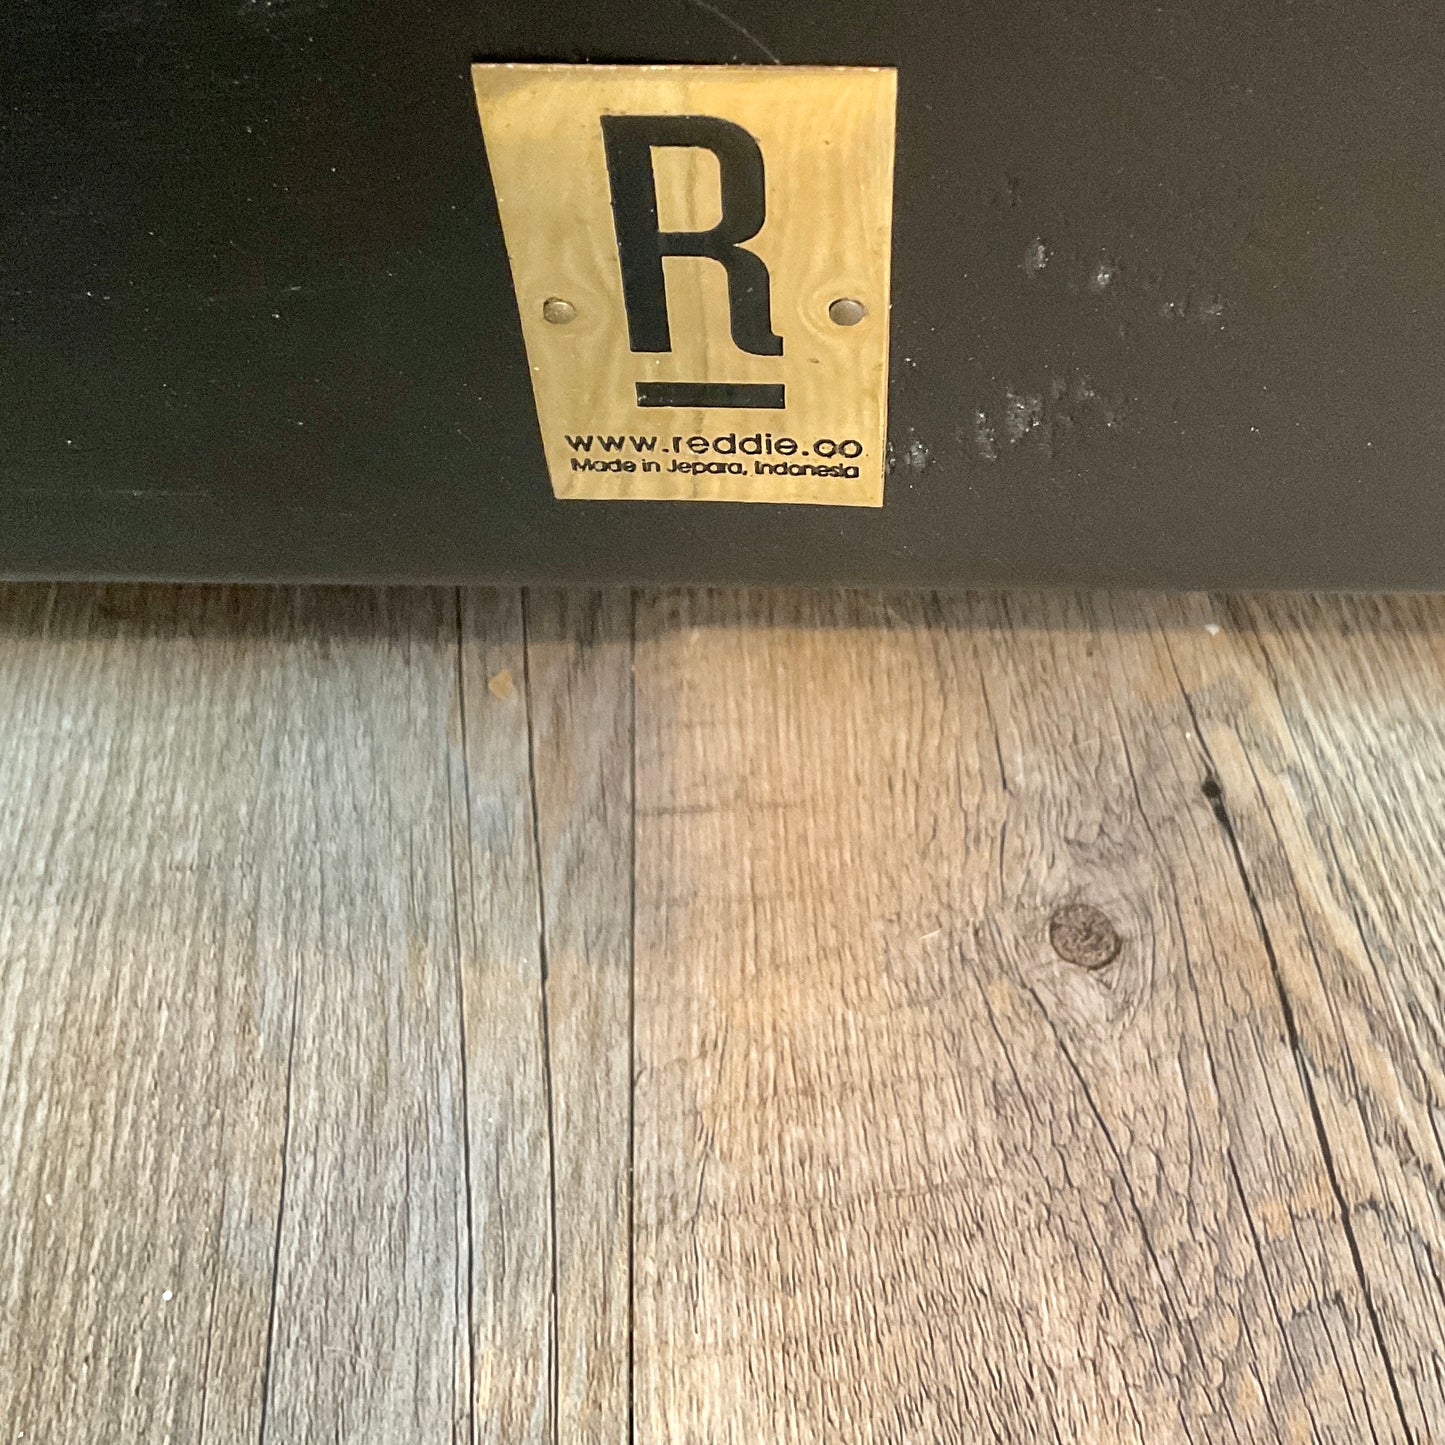 R
www.reddie.co
Made in Jepara, Indonesia